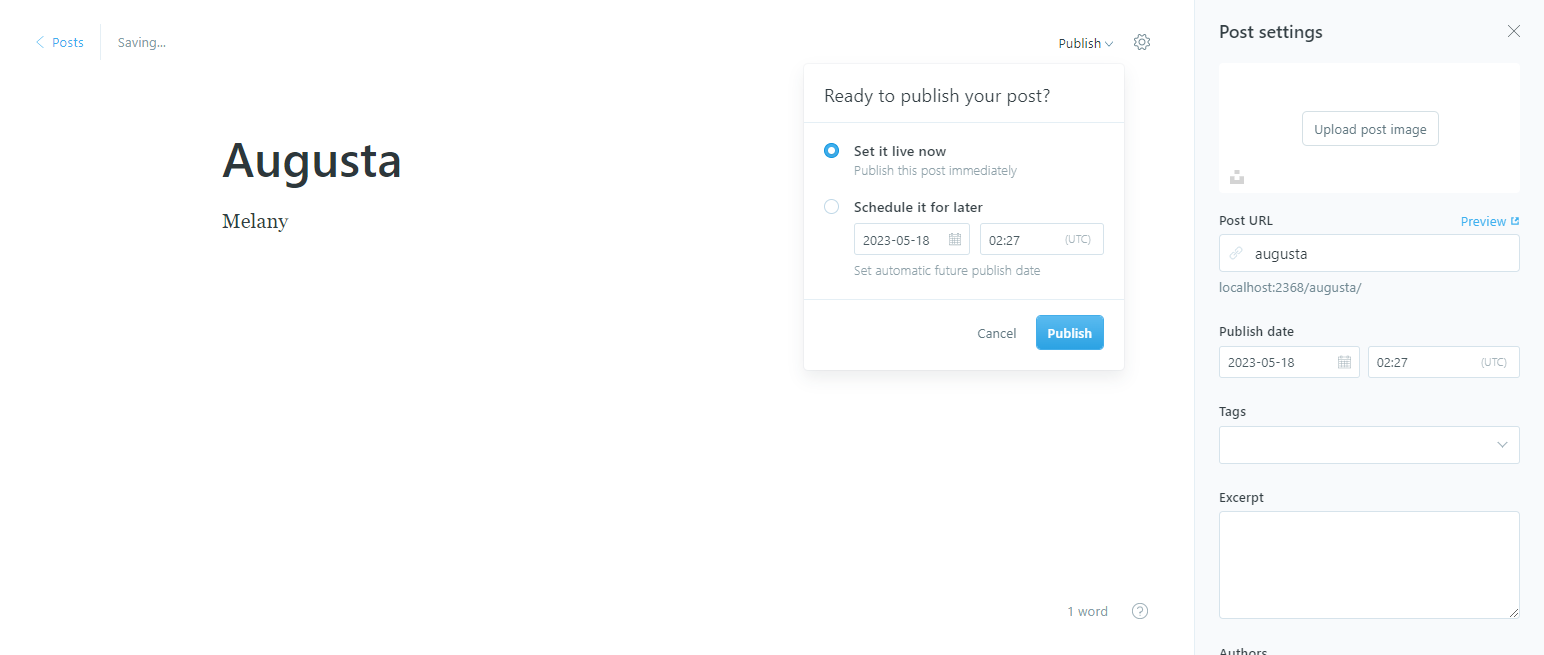 Posts
Saving...
Publish
Ready to publish your post?
Set it live now
Publish this post immediately
Schedule it for later
2023-05-18
02:27 (UTC)
Set automatic future publish date
Cancel
Publish
Augusta
Melany
1 word
?
Post settings
Upload post image
Post URL
Preview
augusta
localhost:2368/augusta/
Publish date
2023-05-18
02:27 (UTC)
Tags
Excerpt
Authors